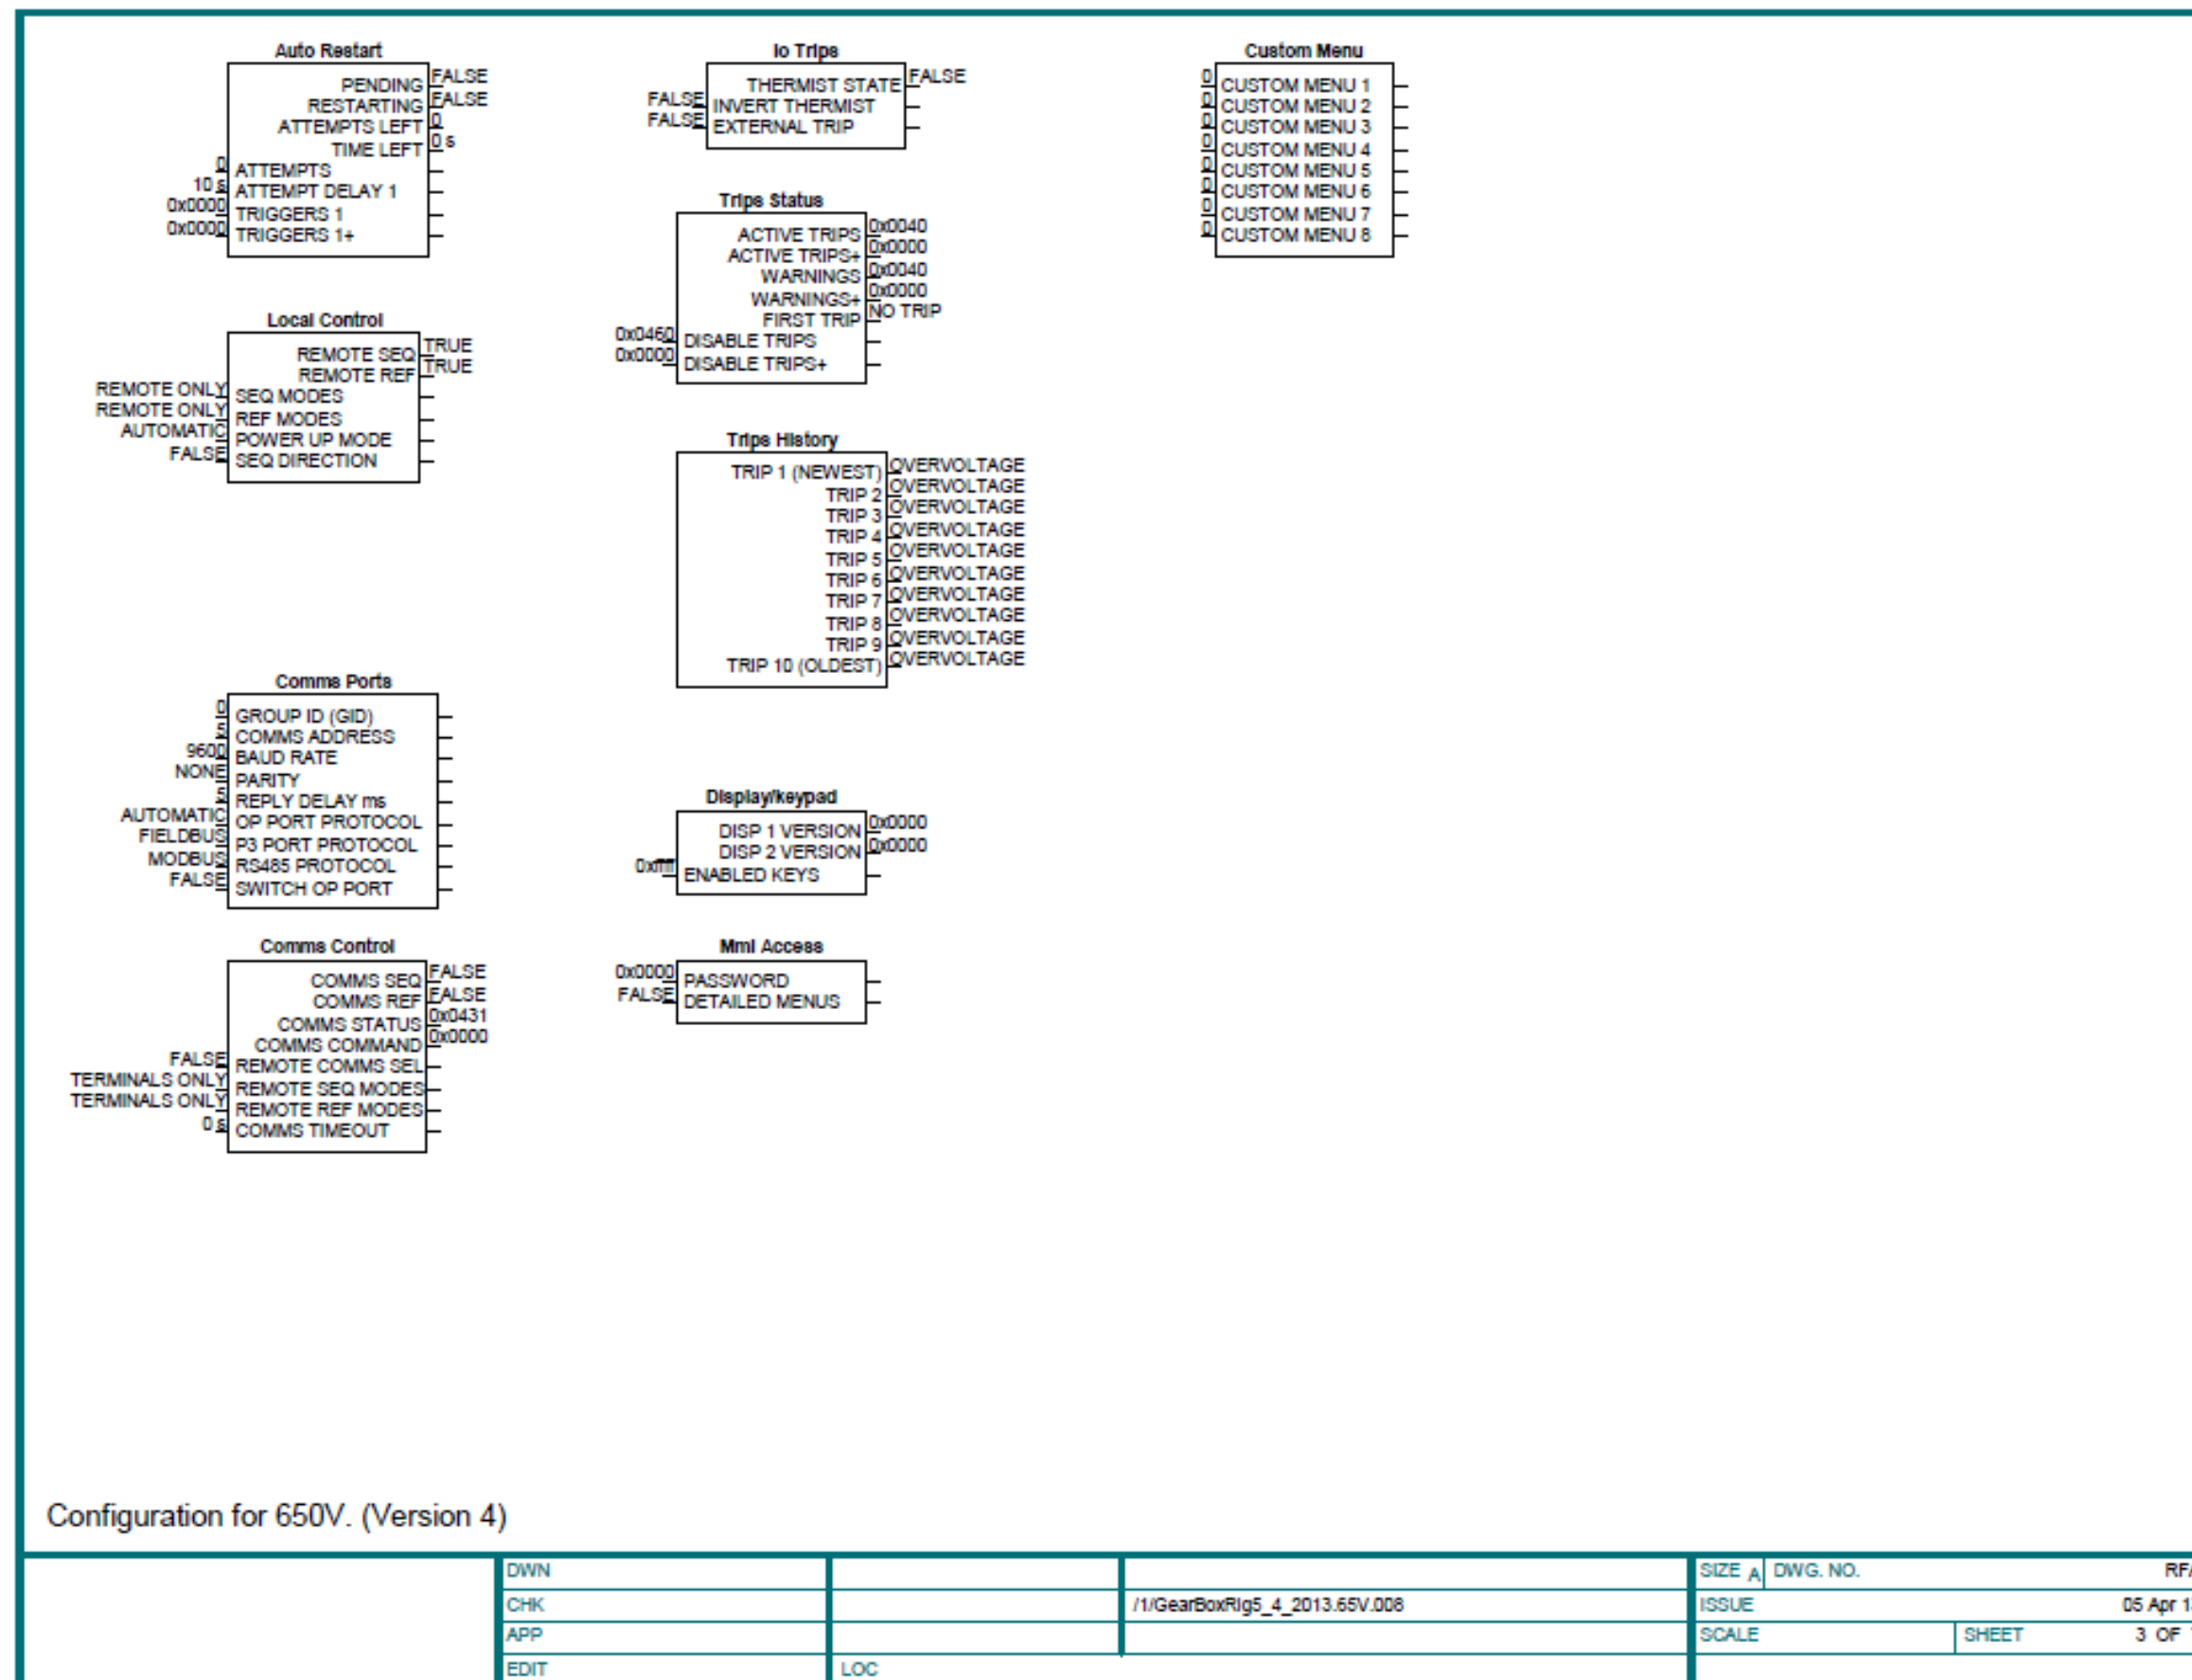 Auto Restart
PENDING FALSE
RESTARTING FALSE
ATTEMPTS LEFT 0
TIME LEFT 0 s
0 ATTEMPTS
10 s ATTEMPT DELAY 1
0x0000 TRIGGERS 1
0x0000 TRIGGERS 1+
Local Control
REMOTE SEQ TRUE
REMOTE REF TRUE
REMOTE ONLY SEQ MODES
REMOTE ONLY REF MODES
AUTOMATIC POWER UP MODE
FALSE SEQ DIRECTION
Comms Ports
0 GROUP ID (GID)
5 COMMS ADDRESS
9600 BAUD RATE
NONE PARITY
5 REPLY DELAY ms
AUTOMATIC OP PORT PROTOCOL
FIELDBUS P3 PORT PROTOCOL
MODBUS RS485 PROTOCOL
FALSE SWITCH OP PORT
Comms Control
COMMS SEQ FALSE
COMMS REF FALSE
COMMS STATUS 0x0431
COMMS COMMAND 0x0000
FALSE REMOTE COMMS SEL
TERMINALS ONLY REMOTE SEQ MODES
TERMINALS ONLY REMOTE REF MODES
0 s COMMS TIMEOUT
Io Trips
THERMIST STATE FALSE
FALSE INVERT THERMIST
FALSE EXTERNAL TRIP
Trips Status
ACTIVE TRIPS 0x0040
ACTIVE TRIPS+ 0x0000
WARNINGS 0x0040
WARNINGS+ 0x0000
FIRST TRIP NO TRIP
0x0460 DISABLE TRIPS
0x0000 DISABLE TRIPS+
Trips History
TRIP 1 (NEWEST) OVERVOLTAGE
TRIP 2 OVERVOLTAGE
TRIP 3 OVERVOLTAGE
TRIP 4 OVERVOLTAGE
TRIP 5 OVERVOLTAGE
TRIP 6 OVERVOLTAGE
TRIP 7 OVERVOLTAGE
TRIP 8 OVERVOLTAGE
TRIP 9 OVERVOLTAGE
TRIP 10 (OLDEST) OVERVOLTAGE
Display/keypad
DISP 1 VERSION 0x0000
DISP 2 VERSION 0x0000
0xffff ENABLED KEYS
Mmi Access
0x0000 PASSWORD
FALSE DETAILED MENUS
Custom Menu
0 CUSTOM MENU 1
0 CUSTOM MENU 2
0 CUSTOM MENU 3
0 CUSTOM MENU 4
0 CUSTOM MENU 5
0 CUSTOM MENU 6
0 CUSTOM MENU 7
0 CUSTOM MENU 8
Configuration for 650V. (Version 4)
DWN
CHK
APP
EDIT
LOC
/1/GearBoxRig5_4_2013.65V.008
SIZE A DWG. NO.
ISSUE 05 Apr
SCALE SHEET 3 OF